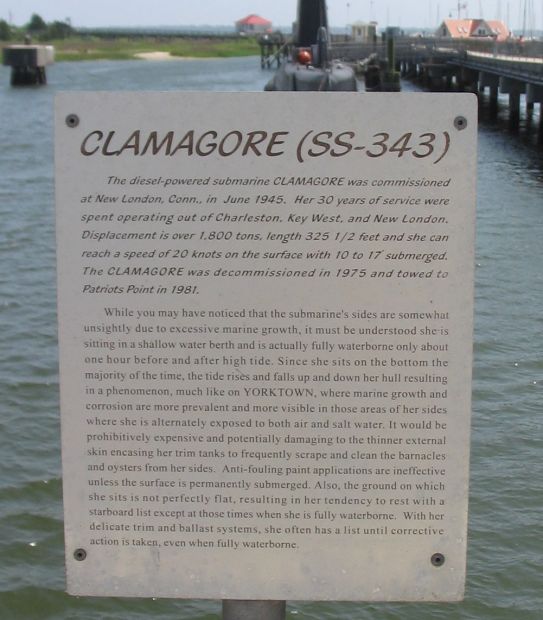 CLAMAGORE (SS-343)
The diesel-powered submarine CLAMAGORE was commissioned
at New London, Conn., in June 1945. Her 30 years of service were
spent operating out of Charleston, Key West, and New London.
Displacement is over 1,800 tons, length 325 1/2 feet and she can
reach a speed of 20 knots on the surface with 10 to 17 submerged.
The CLAMAGORE was decommissioned in 1975 and towed to
Patriots Point in 1981.
While you may have noticed that the submarine's sides are somewhat
unsightly due to excessive marine growth, it must be understood she is
sitting in a shallow water berth and is actually fully waterborne only about
one hour before and after high tide. Since she sits on the bottom the
majority of the time, the tide rises and falls up and down her hull resulting
in a phenomenon, much like on YORKTOWN, where marine growth and
corrosion are more prevalent and more visible in those areas of her sides
where she is alternately exposed to both air and salt water. It would be
prohibitively expensive and potentially damaging to the thinner external
skin encasing her trim tanks to frequently scrape and clean the barnacles
and oysters from her sides. Anti-fouling paint applications are ineffective
unless the surface is permanently submerged. Also, the ground on which
she sits is not perfectly flat, resulting in her tendency to rest with a
starboard list except at those times when she is fully waterborne. With her
delicate trim and ballast systems, she often has a list until corrective
action is taken, even when fully waterborne.